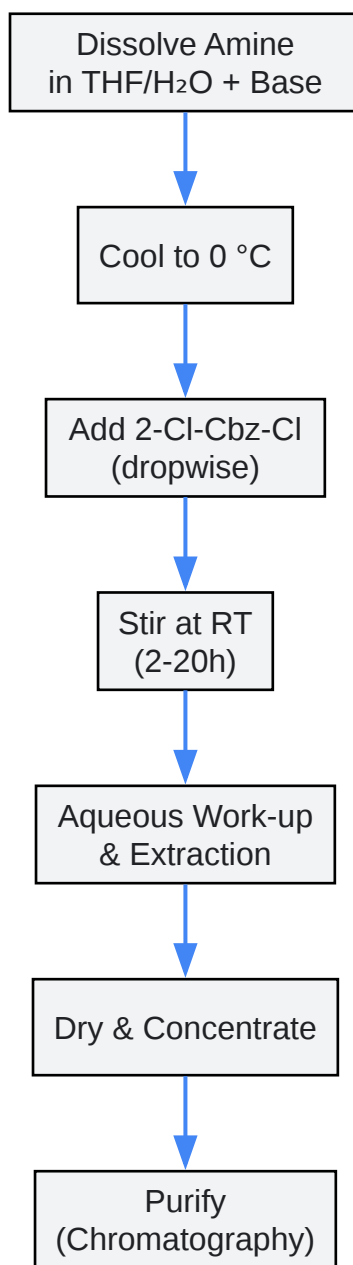 Dissolve Amine
in THF/H₂O + Base
Cool to 0 °C
Add 2-Cl-Cbz-Cl
(dropwise)
Stir at RT
(2-20h)
Aqueous Work-up
& Extraction
Dry & Concentrate
Purify
(Chromatography)